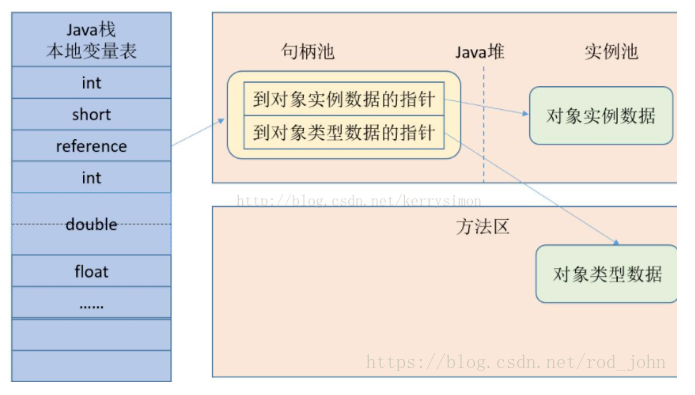 Java栈
本地变量表
int
short
reference
int
double
float
……
句柄池
Java堆
实例池
到对象实例数据的指针
到对象类型数据的指针
对象实例数据
http://blog.csdn.net/kerrysimon
方法区
对象类型数据
https://blog.csdn.net/rod_john